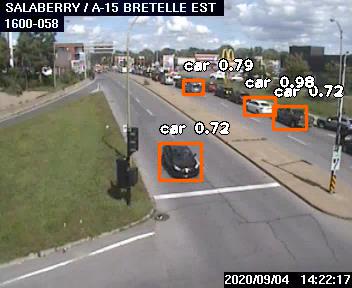 SALABERRY / A-15 BRETELLE EST
1600-058
car 0.79
car 0.98
car 0.72
car 0.72
2020/09/04 14:22:17